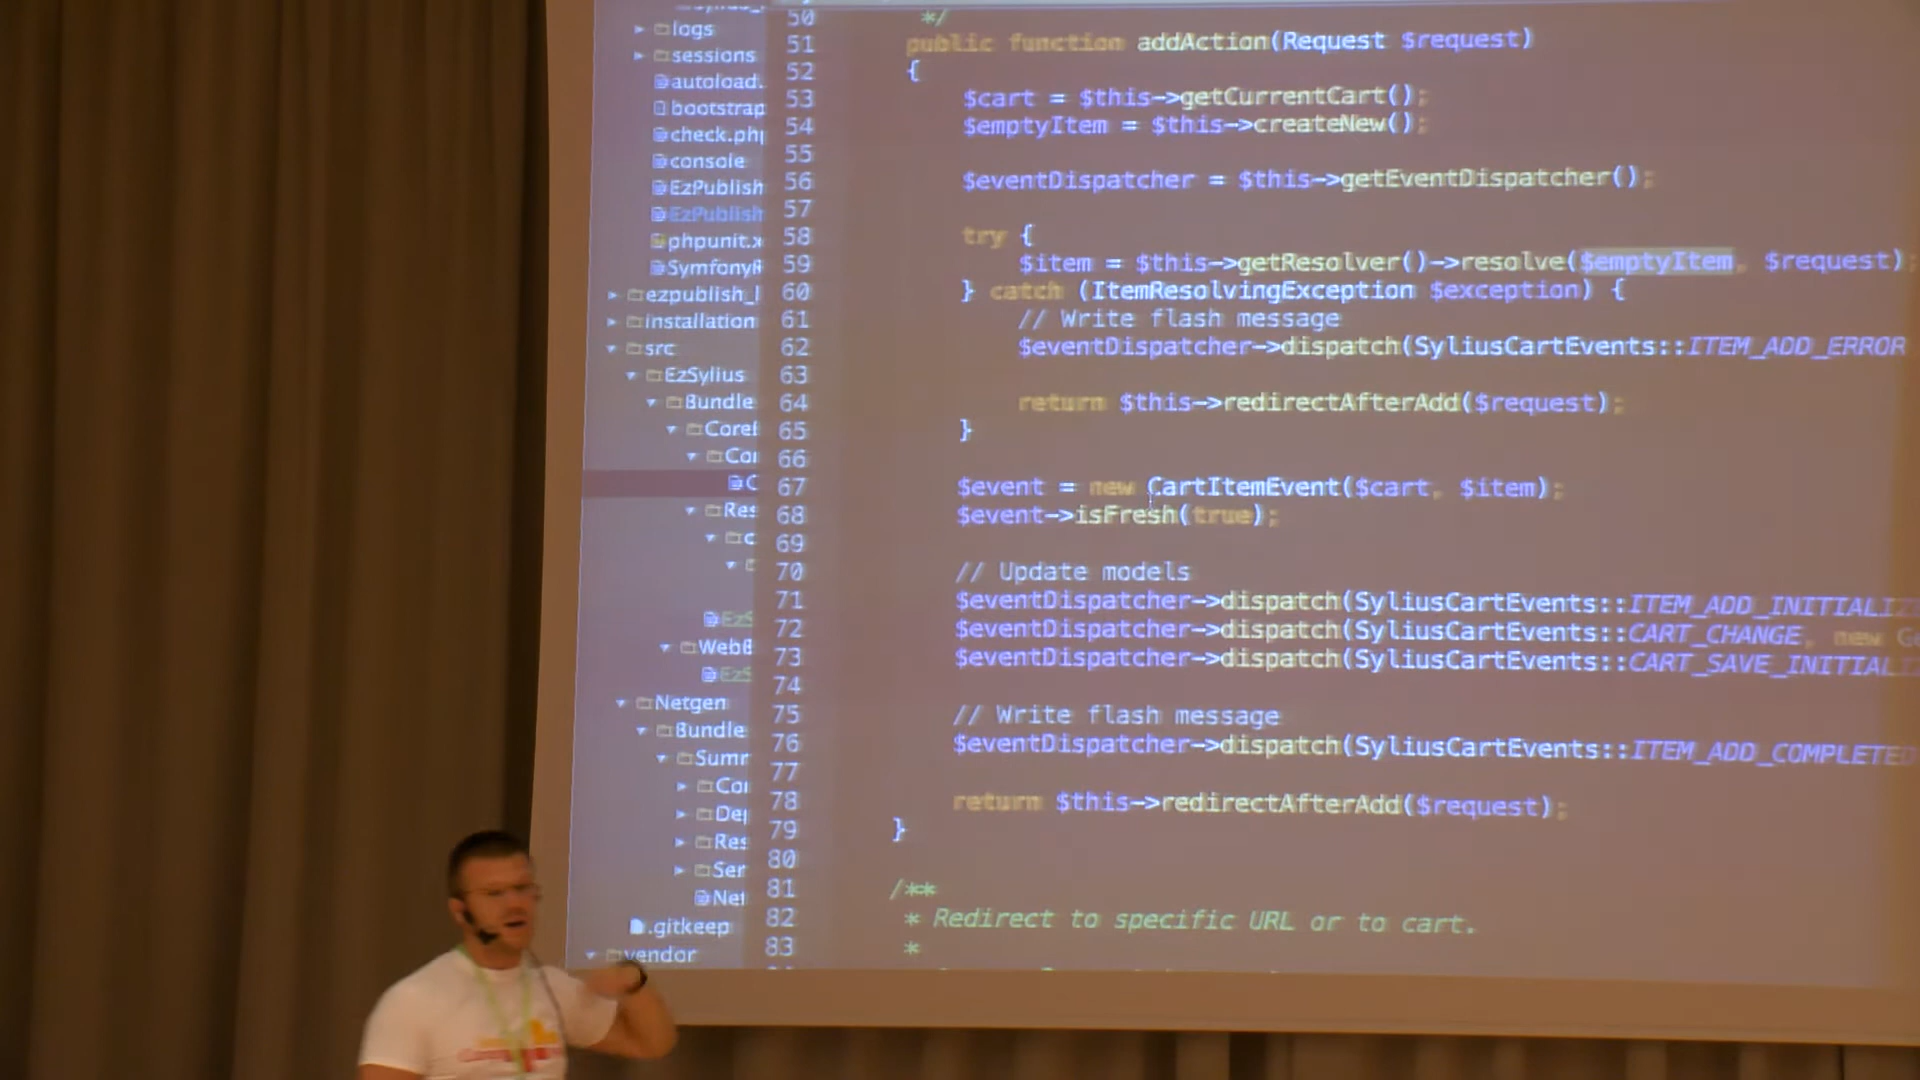 logs
sessions
autoload.
bootstrap
check.php
console
EzPublish
EzPublish
phpunit.x
SymfonyR
ezpublish_l
installation
src
EzSylius
Bundle
CoreB
Con
C
Res
c
EzS
WebB
EzS
Netgen
Bundle
Summ
Con
Dep
Res
Ser
Net
.gitkeep
vendor
50 */
51 public function addAction(Request $request)
52 {
53 $cart = $this->getCurrentCart();
54 $emptyItem = $this->createNew();
55
56 $eventDispatcher = $this->getEventDispatcher();
57
58 try {
59 $item = $this->getResolver()->resolve($emptyItem, $request);
60 } catch (ItemResolvingException $exception) {
61 // Write flash message
62 $eventDispatcher->dispatch(SyliusCartEvents::ITEM_ADD_ERROR
63
64 return $this->redirectAfterAdd($request);
65 }
66
67 $event = new CartItemEvent($cart, $item);
68 $event->isFresh(true);
69
70 // Update models
71 $eventDispatcher->dispatch(SyliusCartEvents::ITEM_ADD_INITIALIZE
72 $eventDispatcher->dispatch(SyliusCartEvents::CART_CHANGE, new Ge
73 $eventDispatcher->dispatch(SyliusCartEvents::CART_SAVE_INITIALI
74
75 // Write flash message
76 $eventDispatcher->dispatch(SyliusCartEvents::ITEM_ADD_COMPLETED
77
78 return $this->redirectAfterAdd($request);
79 }
80
81 /**
82 * Redirect to specific URL or to cart.
83 *